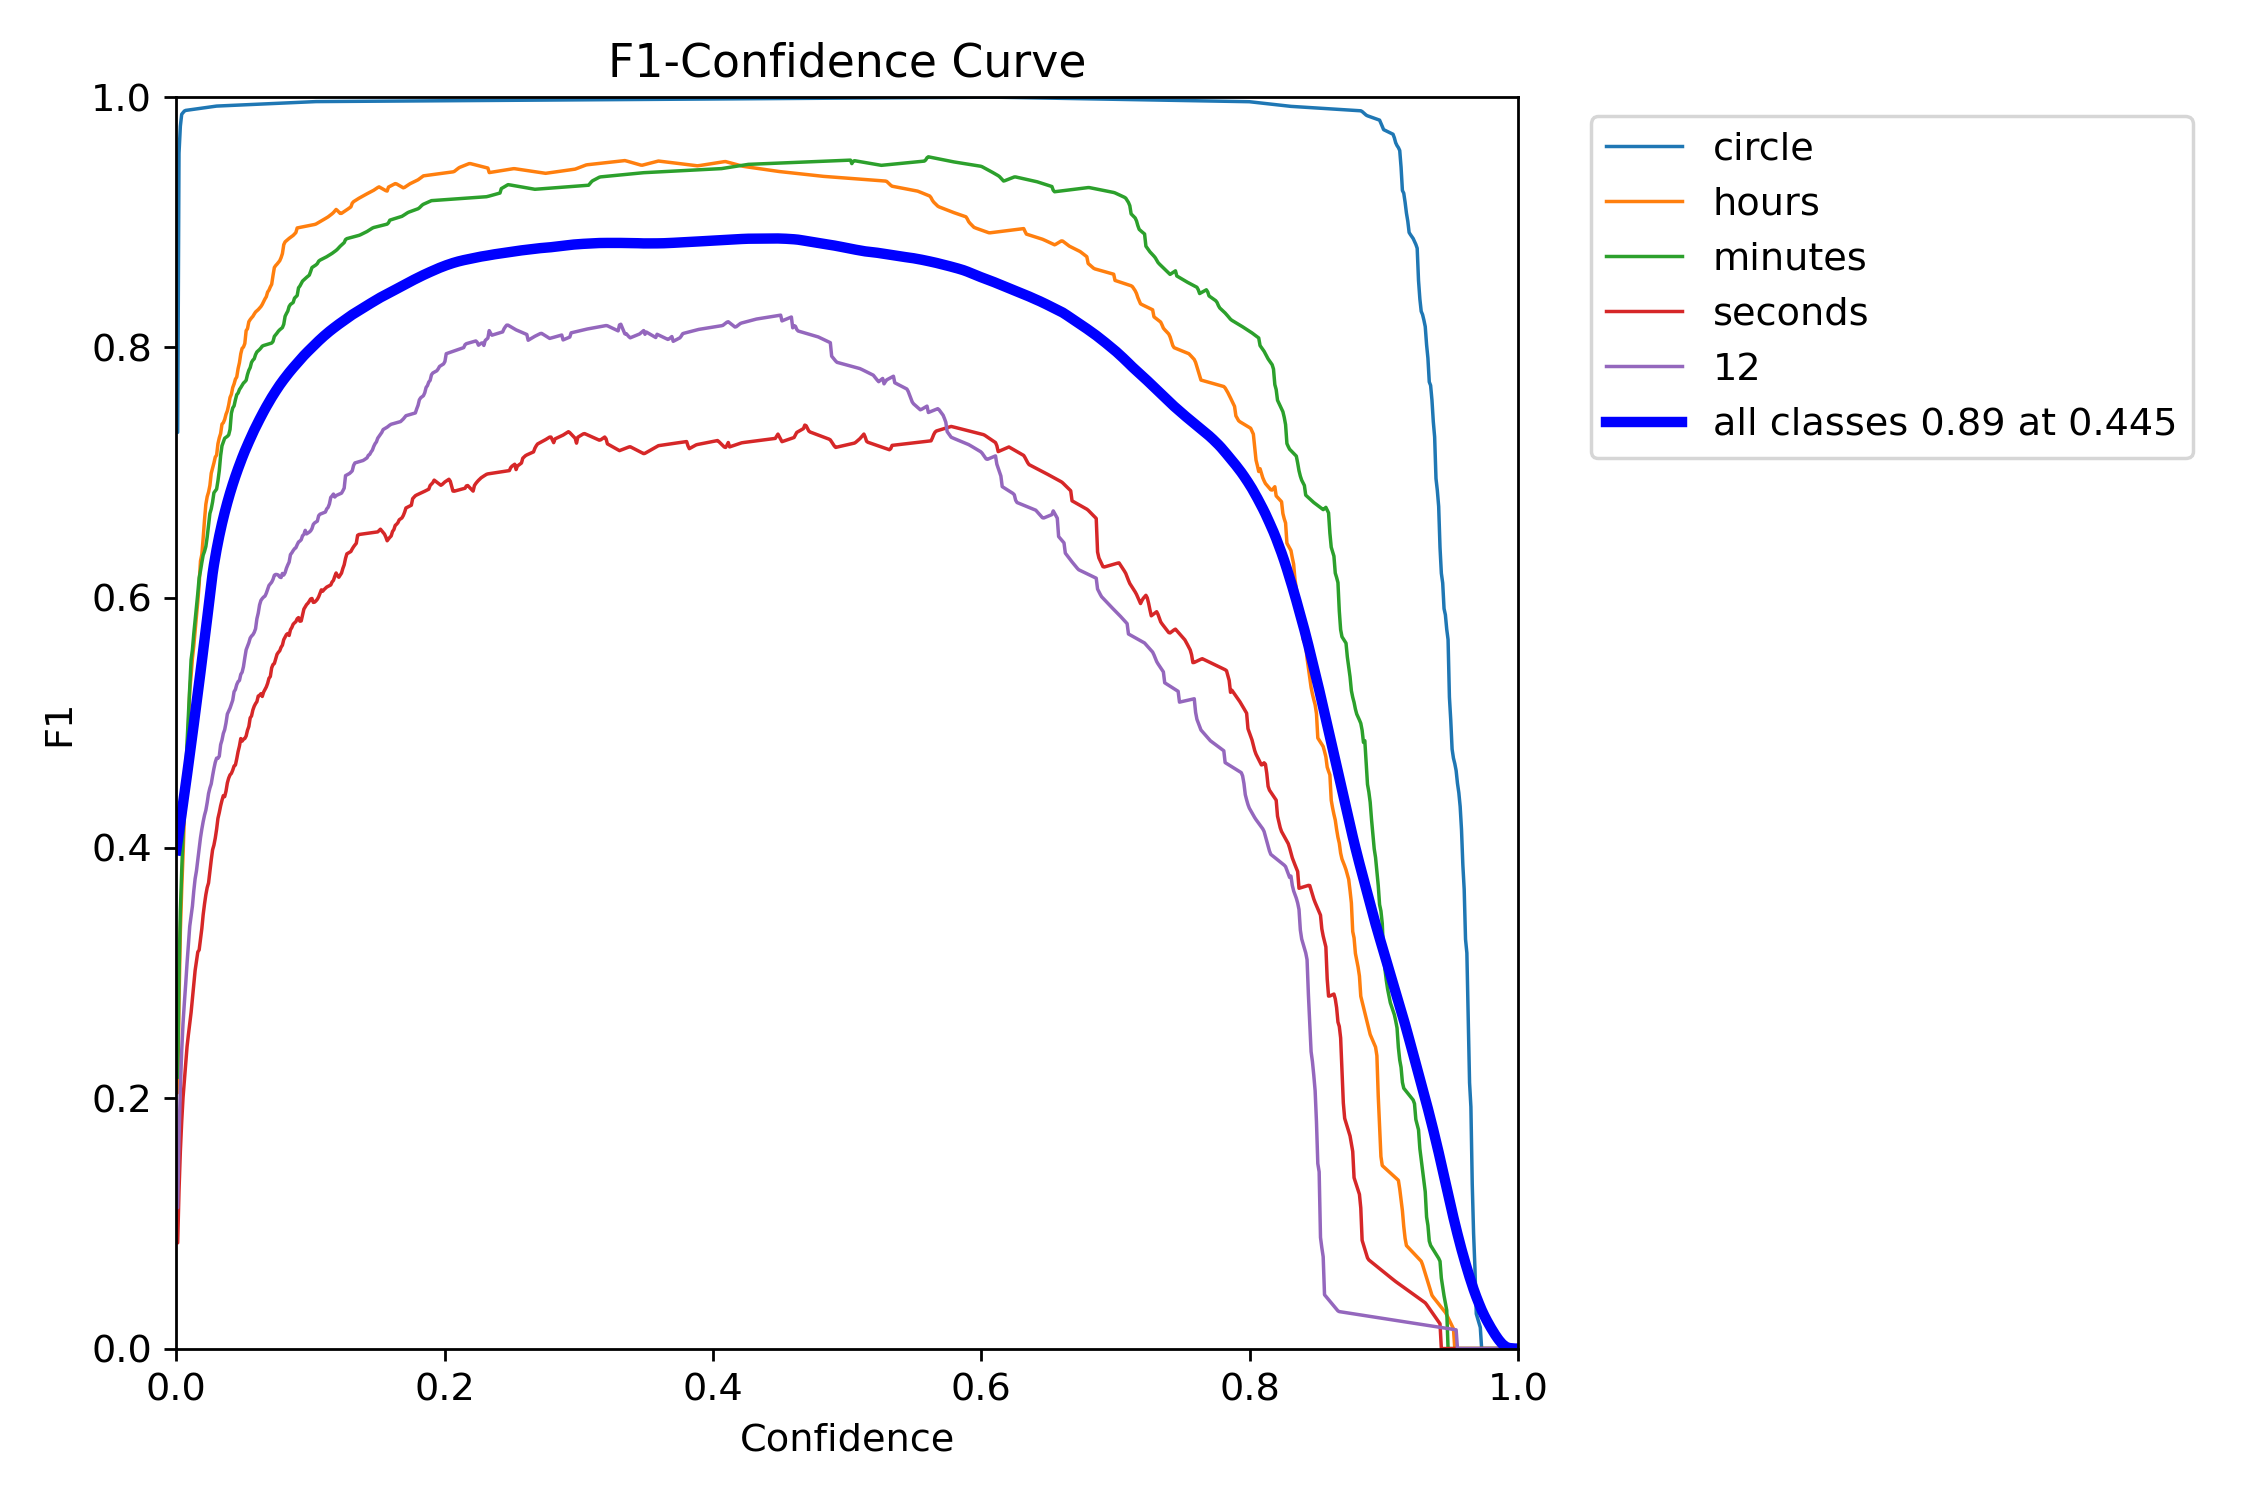 F1-Confidence Curve
1.0
0.8
0.6
0.4
0.2
0.0
F1
0.0 0.2 0.4 0.6 0.8 1.0
Confidence
circle
hours
minutes
seconds
12
all classes 0.89 at 0.445